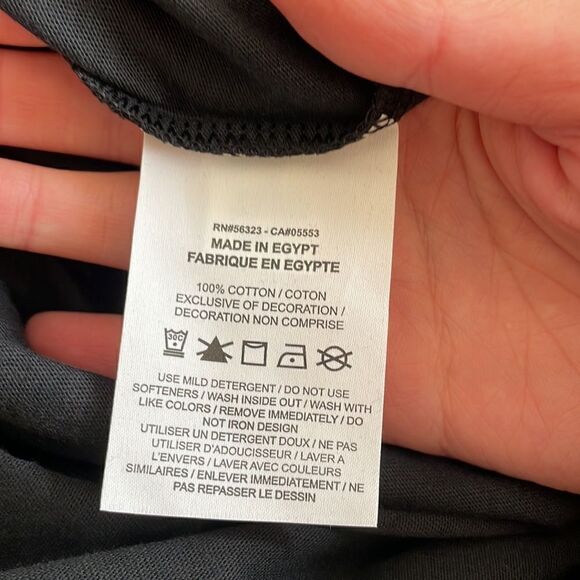 RN#56323 - CA#05553
MADE IN EGYPT
FABRIQUE EN EGYPTE
100% COTTON / COTON
EXCLUSIVE OF DECORATION /
DECORATION NON COMPRISE
30C
USE MILD DETERGENT / DO NOT USE
SOFTENERS / WASH INSIDE OUT / WASH WITH
LIKE COLORS / REMOVE IMMEDIATELY / DO
NOT IRON DESIGN
UTILISER UN DETERGENT DOUX / NE PAS
UTILISER D'ADOUCISSEUR / LAVER A
L'ENVERS / LAVER AVEC COULEURS
SIMILAIRES / ENLEVER IMMEDIATEMENT / NE
PAS REPASSER LE DESSIN